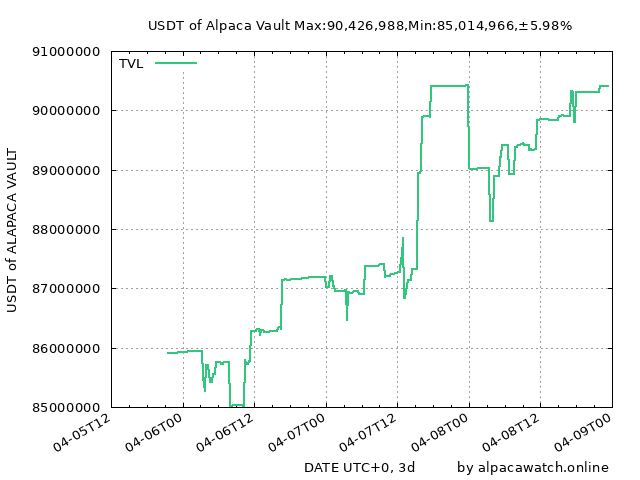 USDT of Alpaca Vault Max:90,426,988,Min:85,014,966,±5.98%
TVL
91000000
90000000
89000000
88000000
87000000
86000000
85000000
USDT of ALAPACA VAULT
04-05T12
04-06T00
04-06T12
04-07T00
04-07T12
04-08T00
04-08T12
04-09T00
DATE UTC+0, 3d
by alpacawatch.online